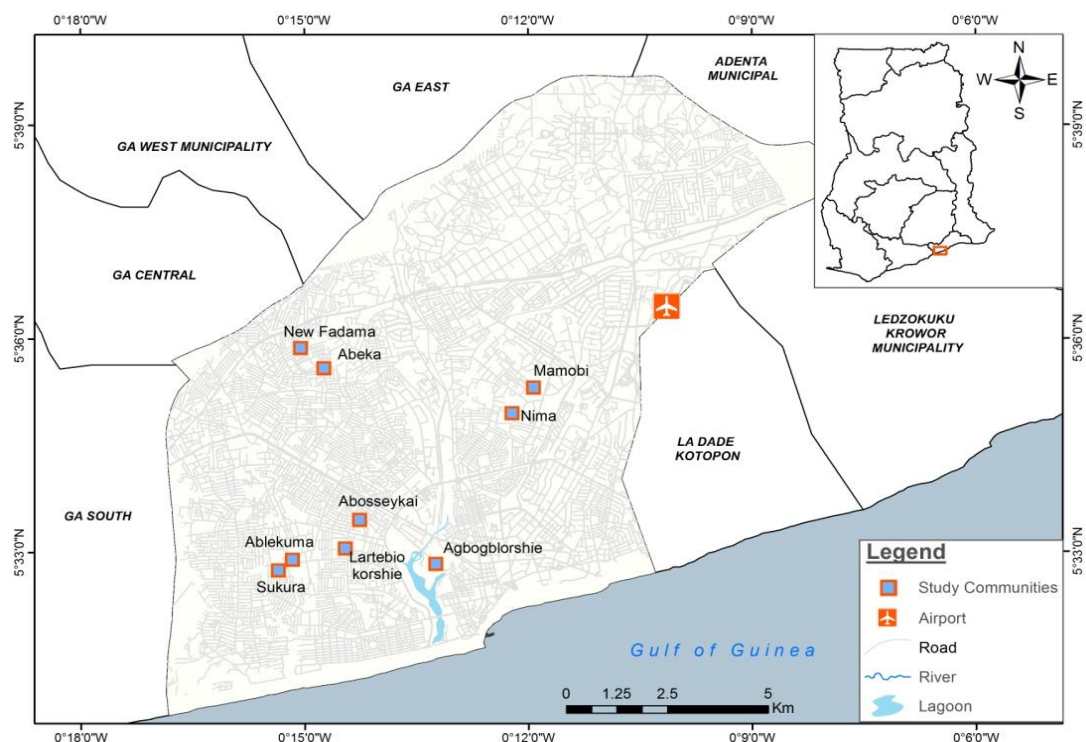 0°18'0"W 0°15'0"W 0°12'0"W 0°9'0"W 0°6'0"W
ADENTA
MUNICIPAL
GA EAST
N
W E
S
5°39'0"N 5°39'0"N
GA WEST MUNICIPALITY
GA CENTRAL
LEDZOKUKU
KROWOR
MUNICIPALITY
5°36'0"N 5°36'0"N
New Fadama
Abeka
Mamobi
Nima
LA DADE
KOTOPON
GA SOUTH
Abosseykai
Ablekuma
Lartebio
korshie
Agbogblorshie
Sukura
5°33'0"N 5°33'0"N
Legend
Study Communities
Airport
Road
River
Lagoon
Gulf of Guinea
0 1.25 2.5 5
Km
0°18'0"W 0°15'0"W 0°12'0"W 0°9'0"W 0°6'0"W